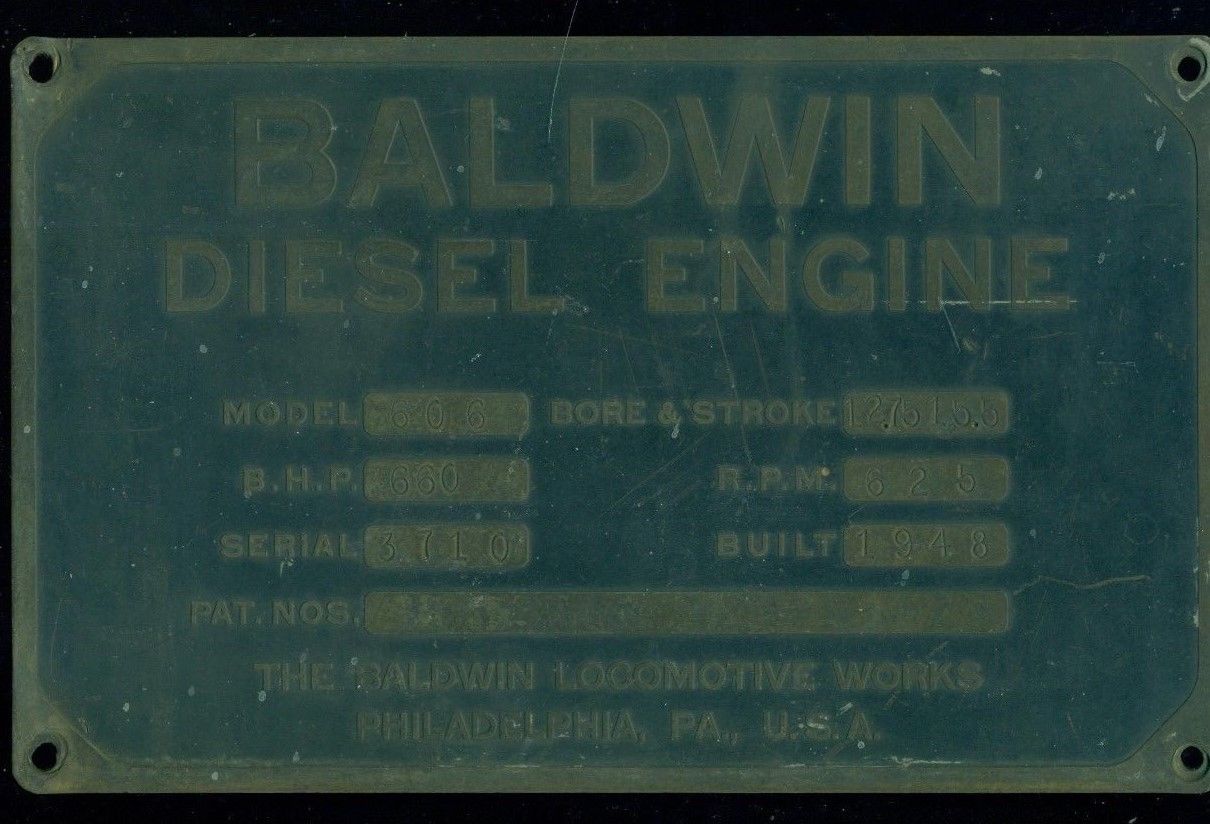 BALDWIN
DIESEL ENGINE
MODEL 606 BORE & STROKE 12.75 15.5
B.H.P. 660 R.P.M. 625
SERIAL 3710 BUILT 1948
PAT. NOS.
THE BALDWIN LOCOMOTIVE WORKS
PHILADELPHIA, PA., U.S.A.